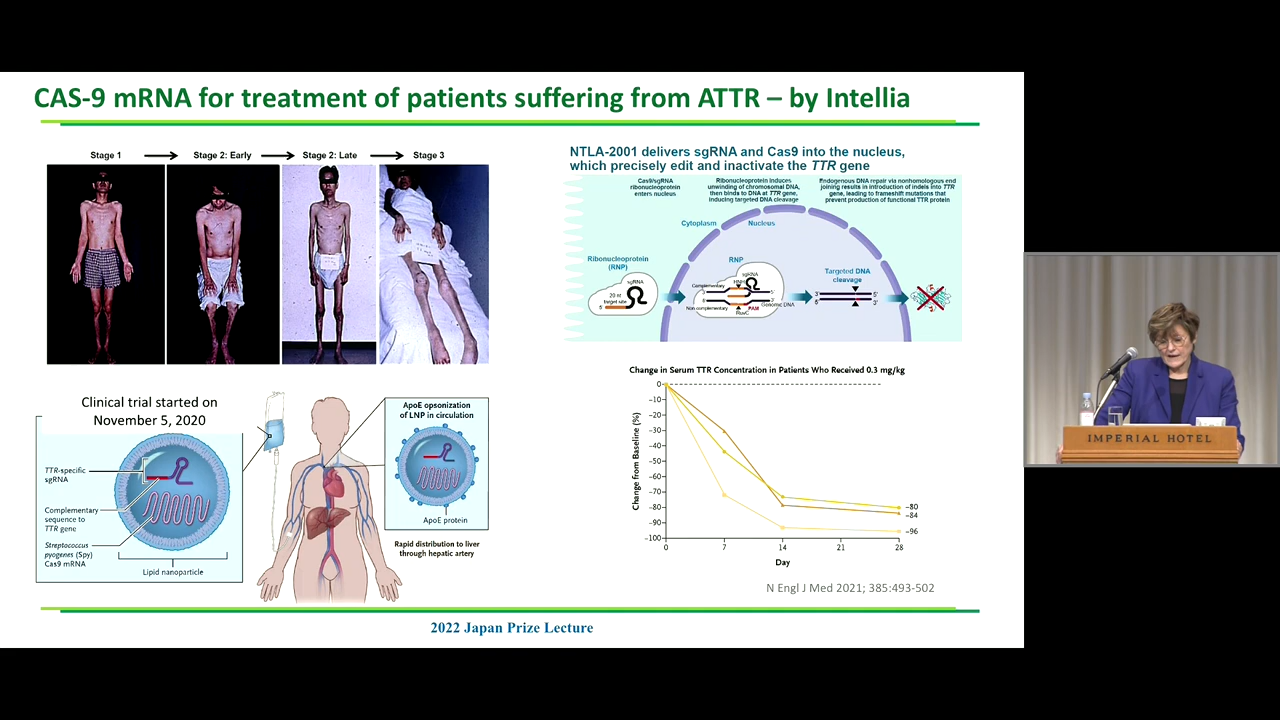 CAS-9 mRNA for treatment of patients suffering from ATTR – by Intellia
Stage 1
Stage 2: Early
Stage 2: Late
Stage 3
NTLA-2001 delivers sgRNA and Cas9 into the nucleus,
which precisely edit and inactivate the TTR gene
Cas9/sgRNA
ribonucleoprotein
enters nucleus
Ribonucleoprotein induces
unwinding of chromosomal DNA,
then binds to DNA at TTR gene,
inducing targeted DNA cleavage
Endogenous DNA repair via nonhomologous end
joining results in introduction of indels into TTR
gene, leading to frameshift mutations that
prevent production of functional TTR protein
Cytoplasm
Nucleus
Ribonucleoprotein
(RNP)
sgRNA
20 nt
target site
5'
RNP
sgRNA
Complementary
HNH
3'
5'
5'
3'
Non complementary
PAM
Genomic DNA
RuvC
Targeted DNA
cleavage
3'
5'
5'
3'
Clinical trial started on
November 5, 2020
TTR-specific
sgRNA
Complementary
sequence to
TTR gene
Streptococcus
pyogenes (Spy)
Cas9 mRNA
Lipid nanoparticle
ApoE opsonization
of LNP in circulation
ApoE protein
Rapid distribution to liver
through hepatic artery
Change in Serum TTR Concentration in Patients Who Received 0.3 mg/kg
Change from Baseline (%)
0
−10
−20
−30
−40
−50
−60
−70
−80
−90
−100
−80
−84
−96
0
7
14
21
28
Day
N Engl J Med 2021; 385:493-502
2022 Japan Prize Lecture
IMPERIAL HOTEL